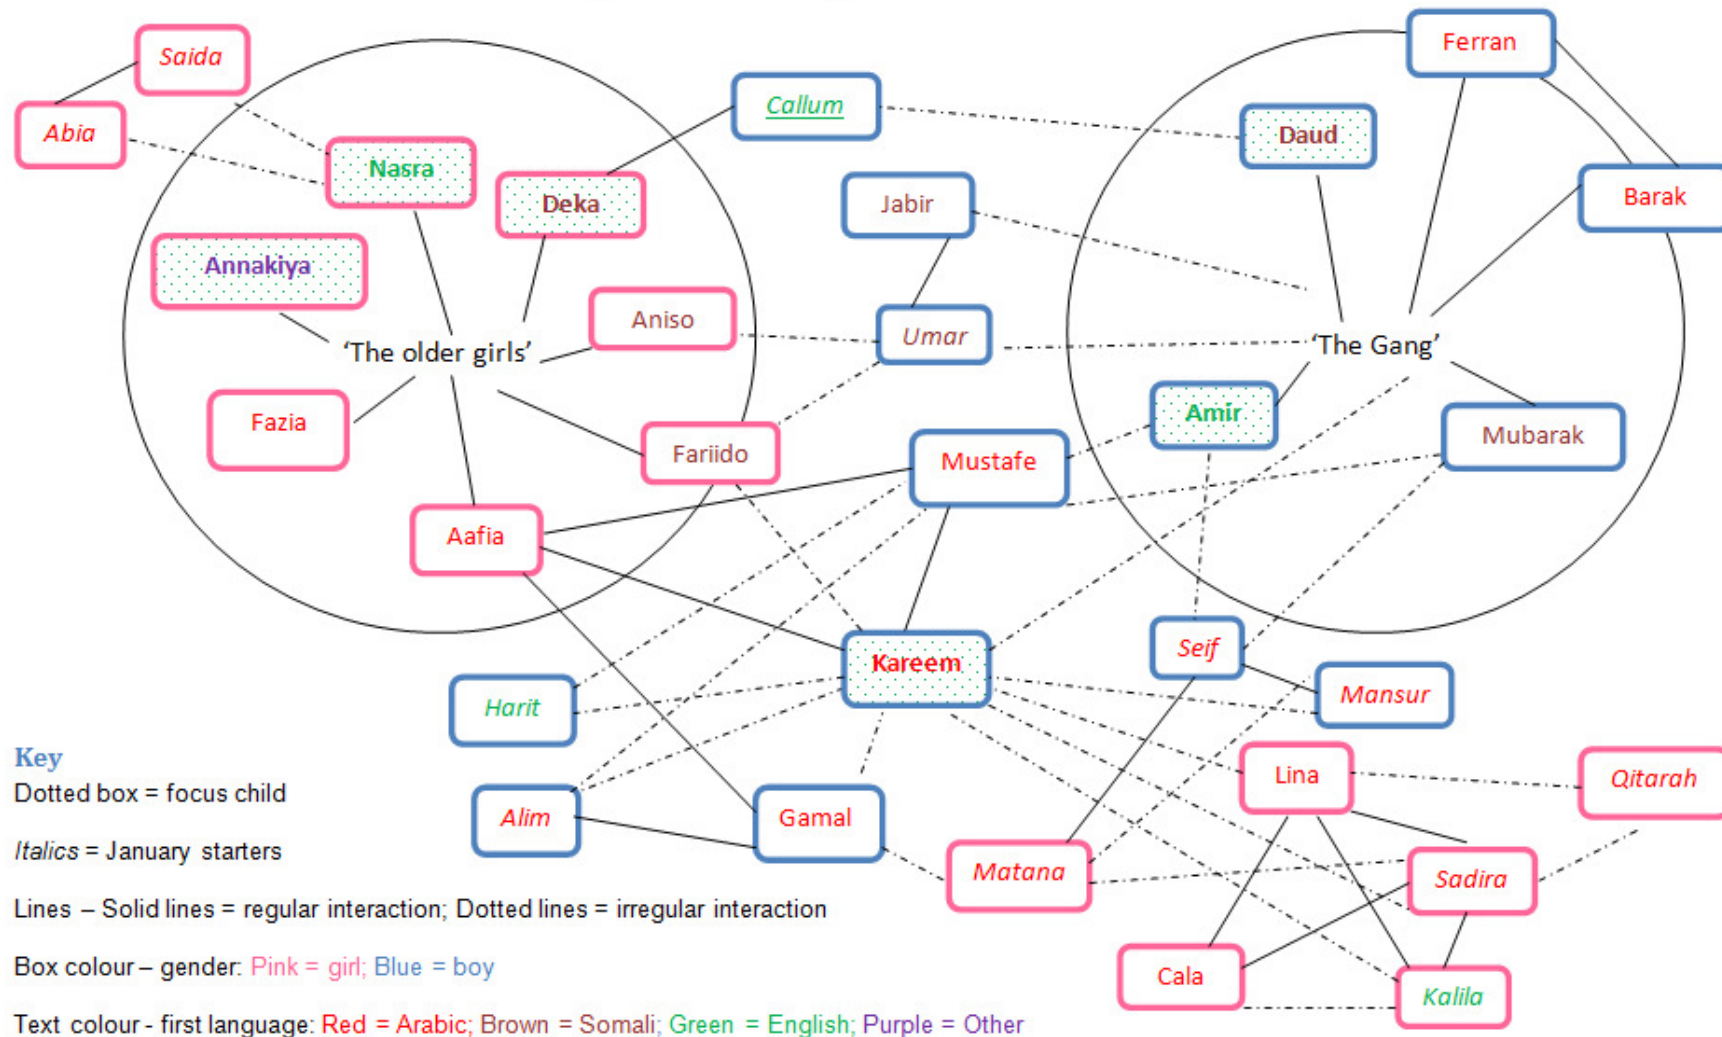 Ferran
Saida
Callum
Abia
Daud
Nasra
Barak
Deka
Jabir
Annakiya
Aniso
Umar
‘The older girls’
‘The Gang’
Amir
Fazia
Mubarak
Fariido
Mustafe
Aafia
Seif
Kareem
Mansur
Harit
Key
Lina
Qitarah
Dotted box = focus child
Alim
Gamal
Italics = January starters
Matana
Sadira
Lines – Solid lines = regular interaction; Dotted lines = irregular interaction
Box colour – gender: Pink = girl; Blue = boy
Cala
Kalila
Text colour - first language: Red = Arabic; Brown = Somali; Green = English; Purple = Other